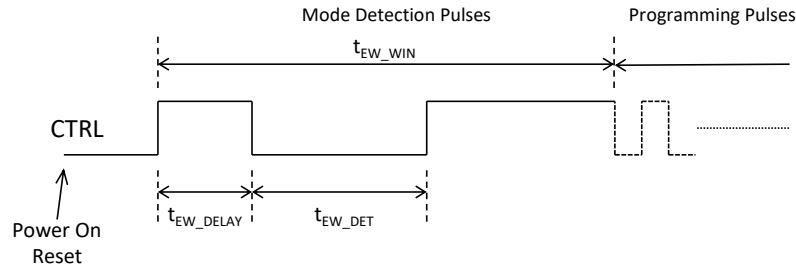 Mode Detection Pulses
Programming Pulses
tEW_WIN
CTRL
tEW_DELAY
tEW_DET
Power On
Reset